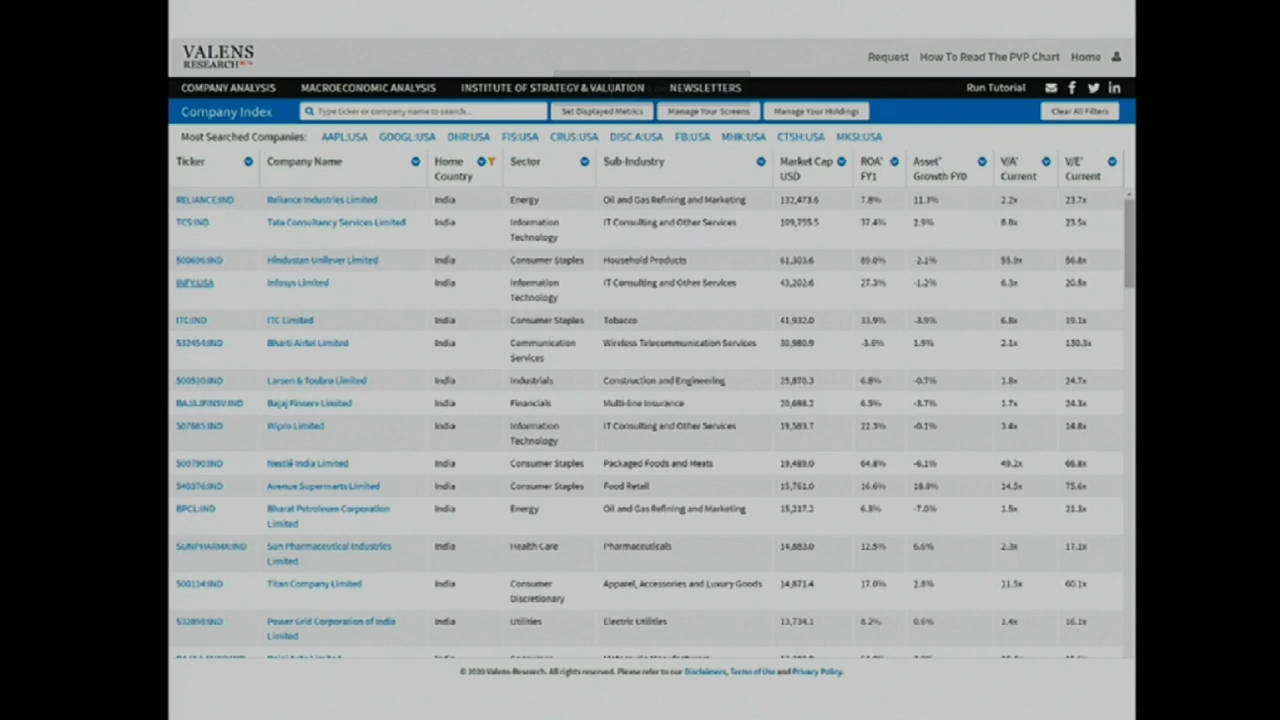 VALENS
RESEARCH BETA
Request How To Read The PVP Chart Home
COMPANY ANALYSIS MACROECONOMIC ANALYSIS INSTITUTE OF STRATEGY & VALUATION NEWSLETTERS Run Tutorial
Company Index Type ticker or company name to search... Set Displayed Metrics Manage Your Screens Manage Your Holdings Clear All Filters
Most Searched Companies: AAPL:USA GOOGL:USA DHR:USA FIS:USA CRUS:USA DISC.A:USA FB:USA MHK:USA CTSH:USA MKSI:USA
Ticker Company Name Home Country Sector Sub-Industry Market Cap USD ROA' FY1 Asset' Growth FY0 V/A' Current V/E' Current
RELIANCE:IND Reliance Industries Limited India Energy Oil and Gas Refining and Marketing 132,473.6 7.8% 11.3% 2.2x 23.7x
TCS:IND Tata Consultancy Services Limited India Information Technology IT Consulting and Other Services 109,755.5 37.4% 2.9% 8.8x 23.5x
500696:IND Hindustan Unilever Limited India Consumer Staples Household Products 61,303.6 89.0% -2.1% 55.9x 56.8x
INFY:USA Infosys Limited India Information Technology IT Consulting and Other Services 43,202.6 27.3% -1.2% 6.3x 20.5x
ITC:IND ITC Limited India Consumer Staples Tobacco 41,932.0 33.9% -3.9% 6.8x 19.1x
532454:IND Bharti Airtel Limited India Communication Services Wireless Telecommunication Services 30,980.9 -3.6% 1.9% 2.1x 130.3x
500510:IND Larsen & Toubro Limited India Industrials Construction and Engineering 25,870.3 6.8% -0.7% 1.8x 24.7x
BAJAJFINSV:IND Bajaj Finserv Limited India Financials Multi-line Insurance 20,698.2 6.5% -3.7% 1.7x 24.3x
507685:IND Wipro Limited India Information Technology IT Consulting and Other Services 19,583.7 22.3% -0.1% 3.4x 14.8x
500790:IND Nestlé India Limited India Consumer Staples Packaged Foods and Meats 19,489.0 64.8% -6.1% 49.2x 66.8x
540376:IND Avenue Supermarts Limited India Consumer Staples Food Retail 15,761.0 16.6% 18.9% 14.5x 75.6x
BPCL:IND Bharat Petroleum Corporation Limited India Energy Oil and Gas Refining and Marketing 15,217.2 6.3% -7.0% 1.5x 21.3x
SUNPHARMA:IND Sun Pharmaceutical Industries Limited India Health Care Pharmaceuticals 14,883.0 12.5% 6.6% 2.3x 17.1x
500114:IND Titan Company Limited India Consumer Discretionary Apparel, Accessories and Luxury Goods 14,871.4 17.0% 2.8% 11.5x 60.1x
532898:IND Power Grid Corporation of India Limited India Utilities Electric Utilities 13,734.1 8.2% 0.6% 1.4x 16.1x
© 2020 Valens-Research. All rights reserved. Please refer to our Disclaimers, Terms of Use and Privacy Policy.